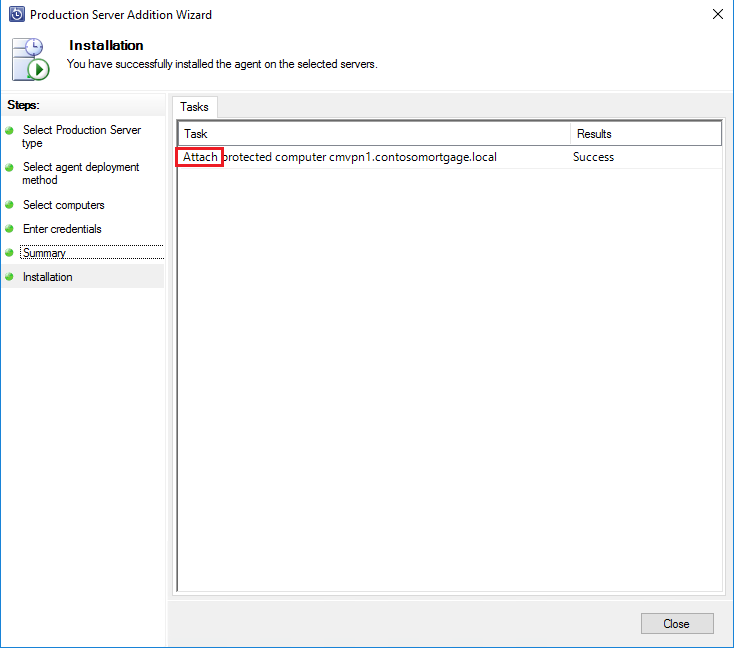 Production Server Addition Wizard
Installation
You have successfully installed the agent on the selected servers.
Steps:
Select Production Server
type
Select agent deployment
method
Select computers
Enter credentials
Summary
Installation
Tasks
Task Results
Attach protected computer cmvpn1.contosomortgage.local Success
Close